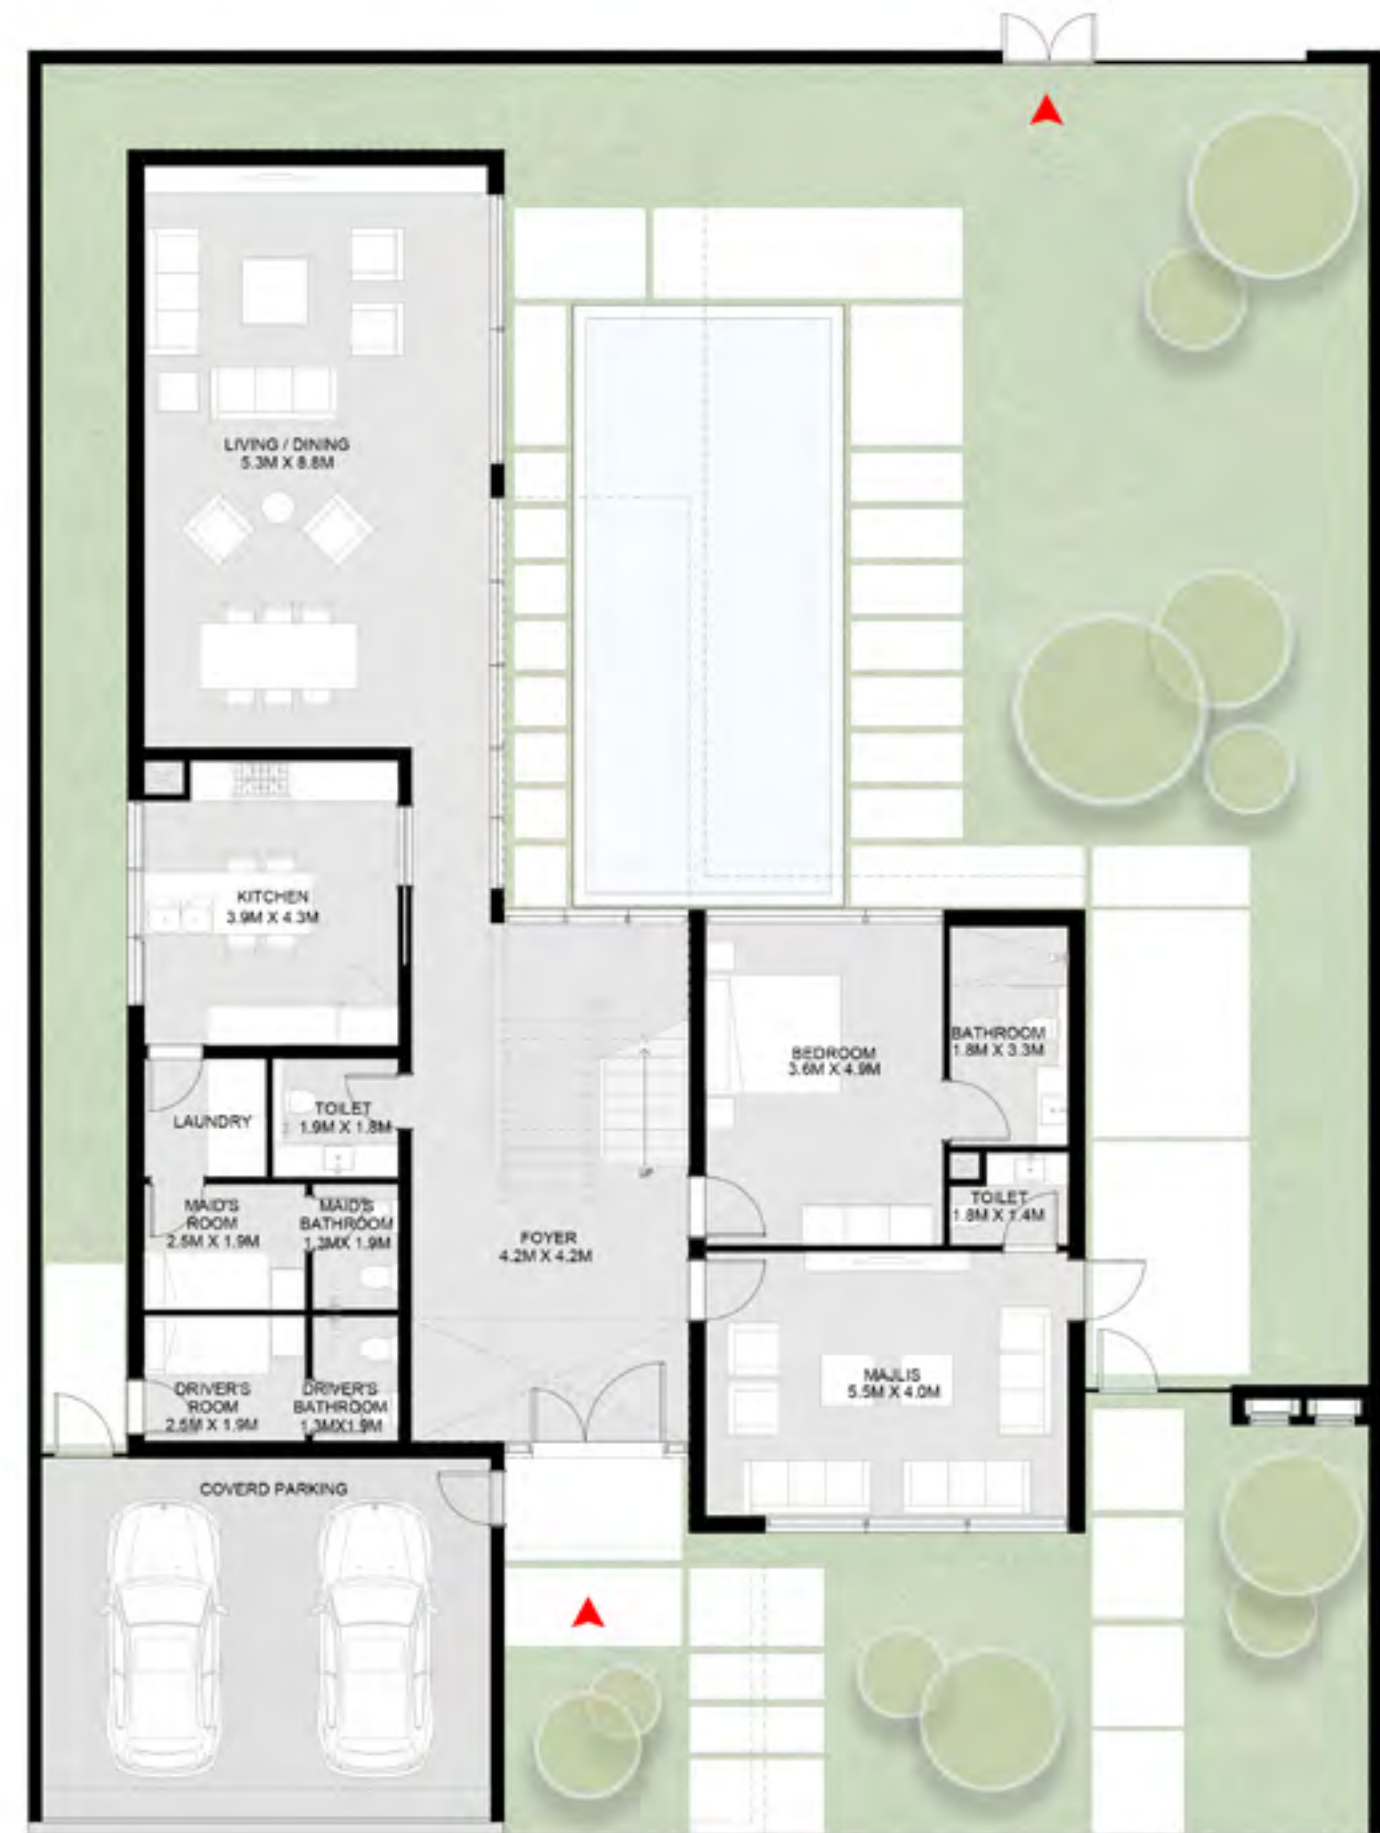 LIVING / DINING
5.3M X 8.8M
KITCHEN
3.9M X 4.3M
BEDROOM
3.6M X 4.9M
BATHROOM
1.8M X 3.3M
LAUNDRY
TOILET
1.9M X 1.8M
MAID'S
ROOM
2.5M X 1.9M
MAID'S
BATHROOM
1.3MX 1.9M
UP
FOYER
4.2M X 4.2M
TOILET
1.8M X 1.4M
DRIVER'S
ROOM
2.5M X 1.9M
DRIVER'S
BATHROOM
1.3MX1.9M
MAJLIS
5.5M X 4.0M
COVERD PARKING